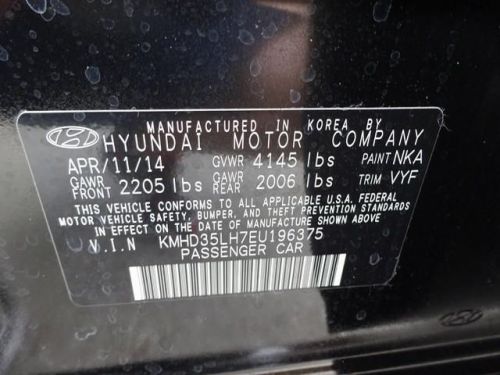 MANUFACTURED IN KOREA BY
HYUNDAI MOTOR COMPANY
APR/11/14 GVWR 4145 lbs PAINT NKA
GAWR FRONT 2205 lbs GAWR REAR 2006 lbs TRIM VYF
THIS VEHICLE CONFORMS TO ALL APPLICABLE U.S.A. FEDERAL
MOTOR VEHICLE SAFETY, BUMPER, AND THEFT PREVENTION STANDARDS
IN EFFECT ON THE DATE OF MANUFACTURE SHOWN ABOVE.
V.I.N KMHD35LH7EU196375
PASSENGER CAR